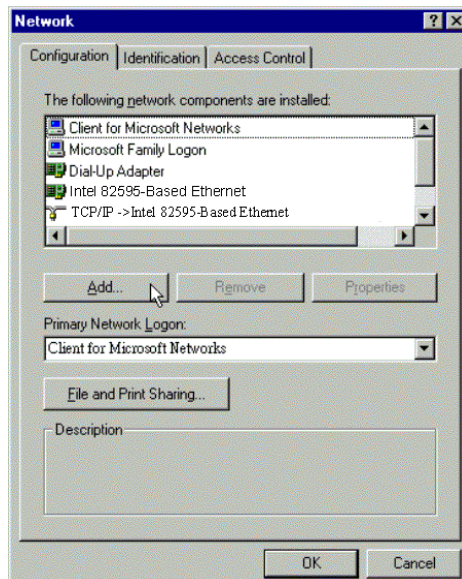 Network
Configuration Identification Access Control
The following network components are installed:
Client for Microsoft Networks
Microsoft Family Logon
Dial-Up Adapter
Intel 82595-Based Ethernet
TCP/IP ->Intel 82595-Based Ethernet
Add... Remove Properties
Primary Network Logon:
Client for Microsoft Networks
File and Print Sharing...
Description
OK Cancel